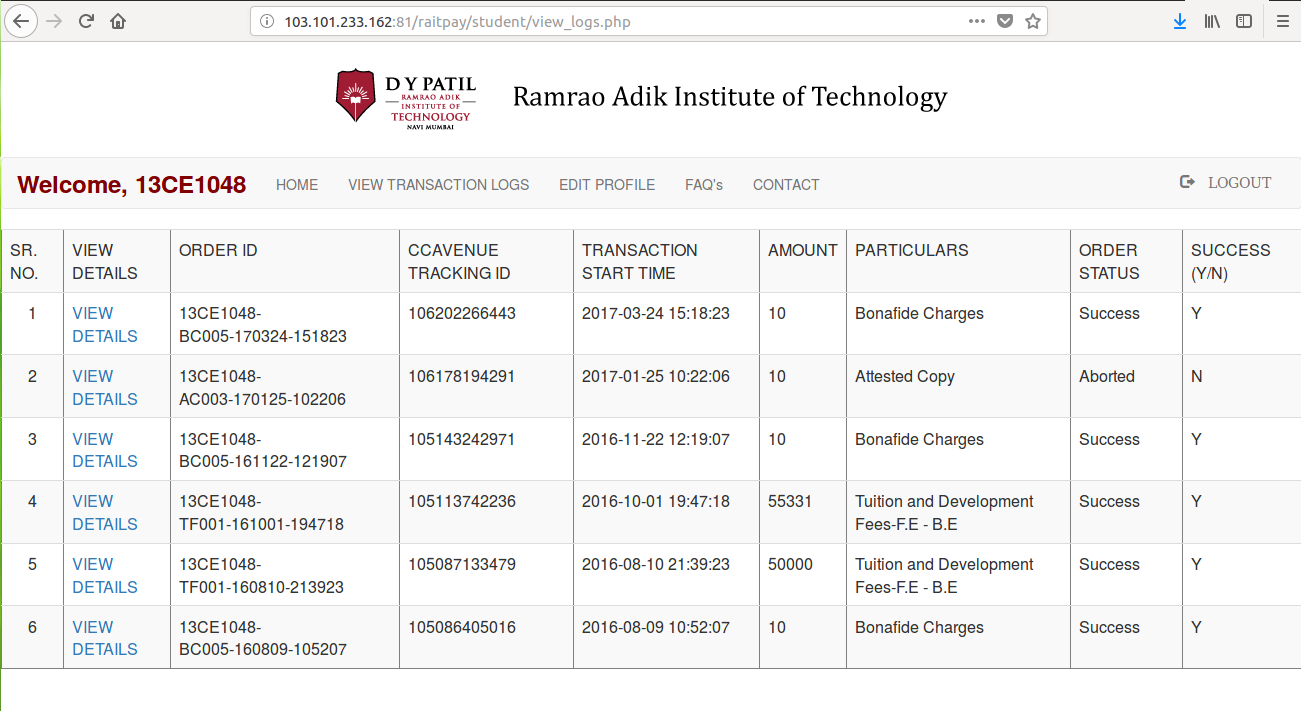 103.101.233.162:81/raitpay/student/view_logs.php
D Y PATIL
RAMRAO ADIK
INSTITUTE OF
TECHNOLOGY
NAVI MUMBAI
Ramrao Adik Institute of Technology
Welcome, 13CE1048 HOME VIEW TRANSACTION LOGS EDIT PROFILE FAQ's CONTACT LOGOUT
SR. VIEW ORDER ID CCAVENUE TRANSACTION AMOUNT PARTICULARS ORDER SUCCESS
NO. DETAILS TRACKING ID START TIME STATUS (Y/N)
1 VIEW 13CE1048- 106202266443 2017-03-24 15:18:23 10 Bonafide Charges Success Y
DETAILS BC005-170324-151823
2 VIEW 13CE1048- 106178194291 2017-01-25 10:22:06 10 Attested Copy Aborted N
DETAILS AC003-170125-102206
3 VIEW 13CE1048- 105143242971 2016-11-22 12:19:07 10 Bonafide Charges Success Y
DETAILS BC005-161122-121907
4 VIEW 13CE1048- 105113742236 2016-10-01 19:47:18 55331 Tuition and Development Success Y
DETAILS TF001-161001-194718 Fees-F.E - B.E
5 VIEW 13CE1048- 105087133479 2016-08-10 21:39:23 50000 Tuition and Development Success Y
DETAILS TF001-160810-213923 Fees-F.E - B.E
6 VIEW 13CE1048- 105086405016 2016-08-09 10:52:07 10 Bonafide Charges Success Y
DETAILS BC005-160809-105207